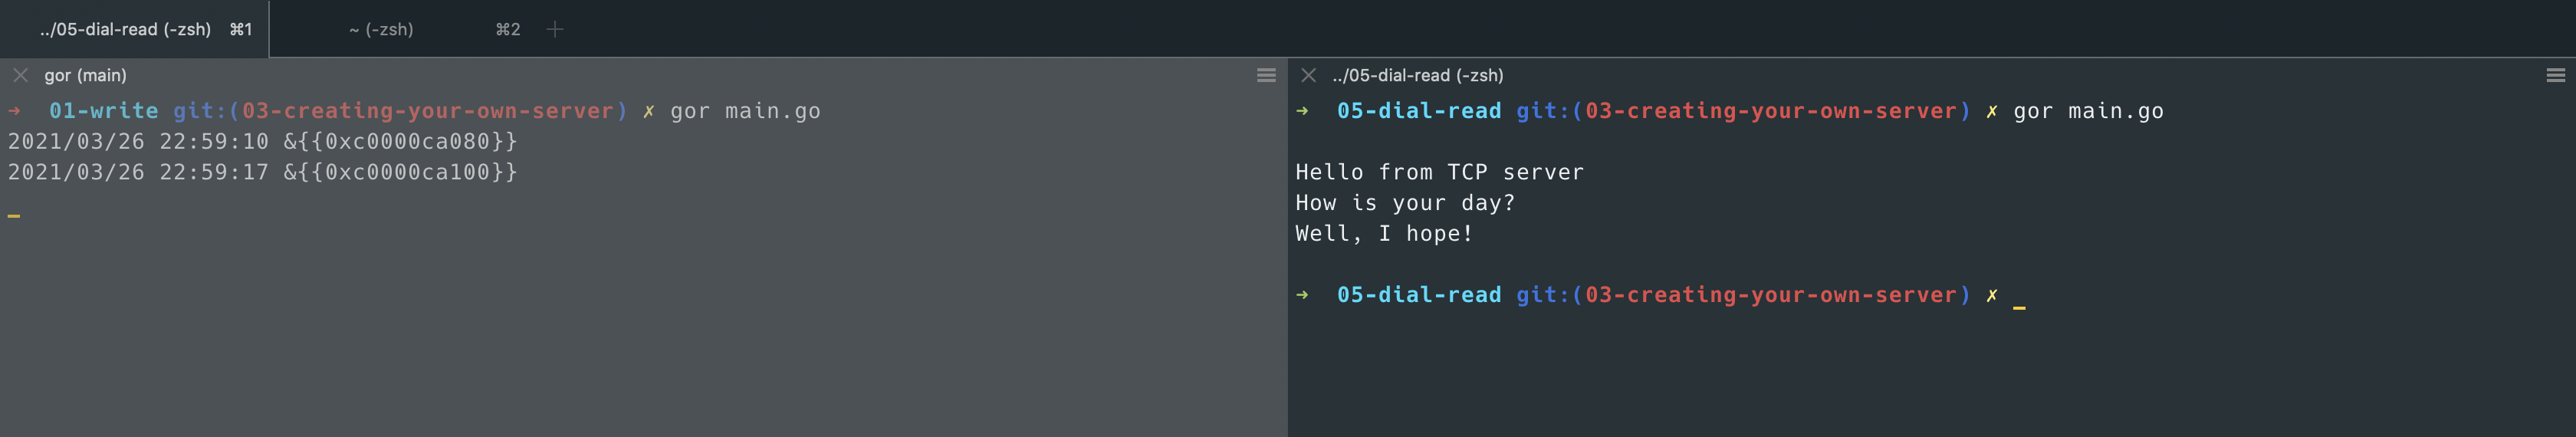 ../05-dial-read (-zsh) ⌘1
~ (-zsh) ⌘2 +
gor (main)
➜ 01-write git:(03-creating-your-own-server) ✗ gor main.go
2021/03/26 22:59:10 &{{0xc0000ca080}}
2021/03/26 22:59:17 &{{0xc0000ca100}}
../05-dial-read (-zsh)
➜ 05-dial-read git:(03-creating-your-own-server) ✗ gor main.go
Hello from TCP server
How is your day?
Well, I hope!
➜ 05-dial-read git:(03-creating-your-own-server) ✗ _